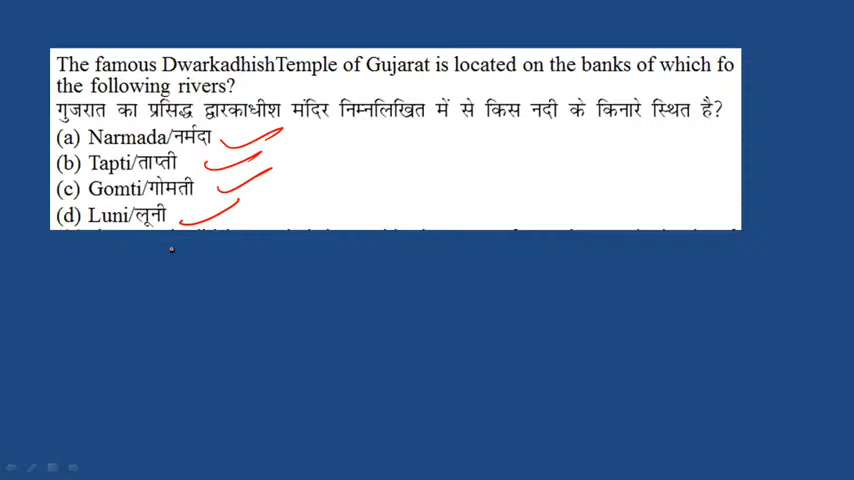 The famous DwarkadhishTemple of Gujarat is located on the banks of which fo
the following rivers?
गुजरात का प्रसिद्ध द्वारकाधीश मंदिर निम्नलिखित में से किस नदी के किनारे स्थित है?
(a) Narmada/नर्मदा
(b) Tapti/ताप्ती
(c) Gomti/गोमती
(d) Luni/लूनी